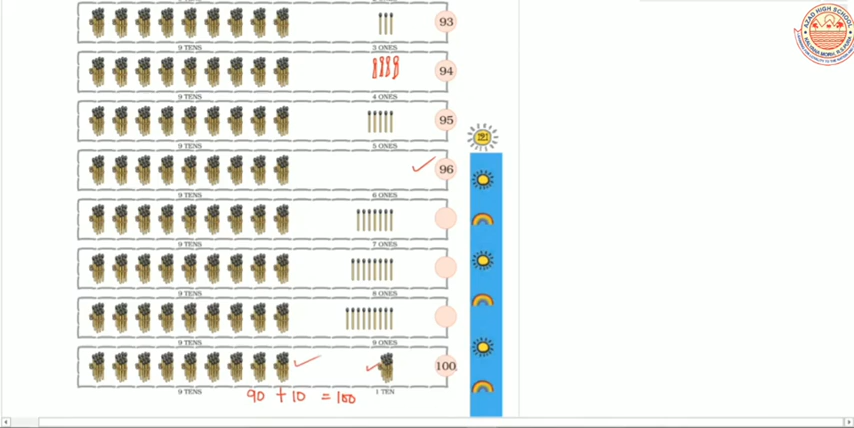 AZAD HIGH SCHOOL
93
9 TENS 3 ONES
94
9 TENS 4 ONES
95
9 TENS 5 ONES
121
96
9 TENS 6 ONES
9 TENS 7 ONES
9 TENS 8 ONES
9 TENS 9 ONES
100
9 TENS 1 TEN
90 + 10 = 100